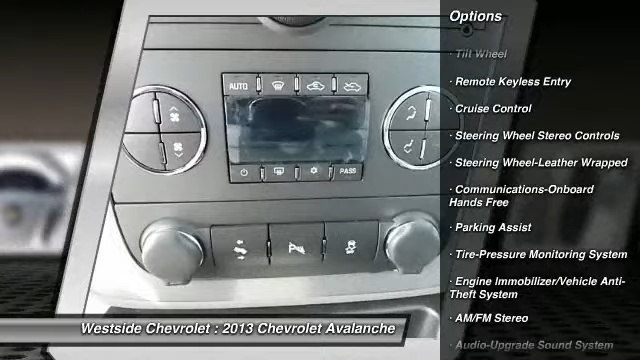 Options
· Tilt Wheel
· Remote Keyless Entry
· Cruise Control
· Steering Wheel Stereo Controls
· Steering Wheel-Leather Wrapped
· Communications-Onboard
Hands Free
· Parking Assist
· Tire-Pressure Monitoring System
· Engine Immobilizer/Vehicle Anti-
Theft System
· AM/FM Stereo
· Audio-Upgrade Sound System
AUTO
PASS
Westside Chevrolet : 2013 Chevrolet Avalanche